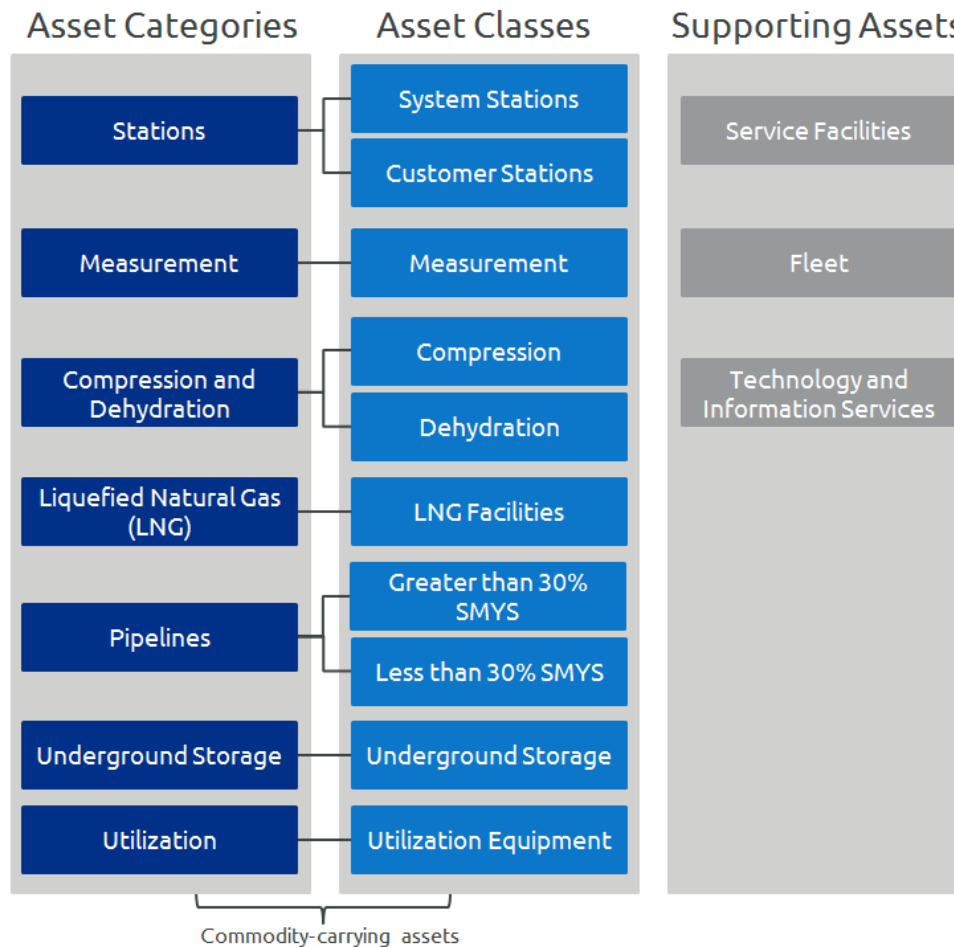 Asset Categories
Asset Classes
Supporting Assets
Stations
System Stations
Customer Stations
Service Facilities
Measurement
Measurement
Fleet
Compression and
Dehydration
Compression
Dehydration
Technology and
Information Services
Liquefied Natural Gas
(LNG)
LNG Facilities
Pipelines
Greater than 30%
SMYS
Less than 30% SMYS
Underground Storage
Underground Storage
Utilization
Utilization Equipment
Commodity-carrying assets